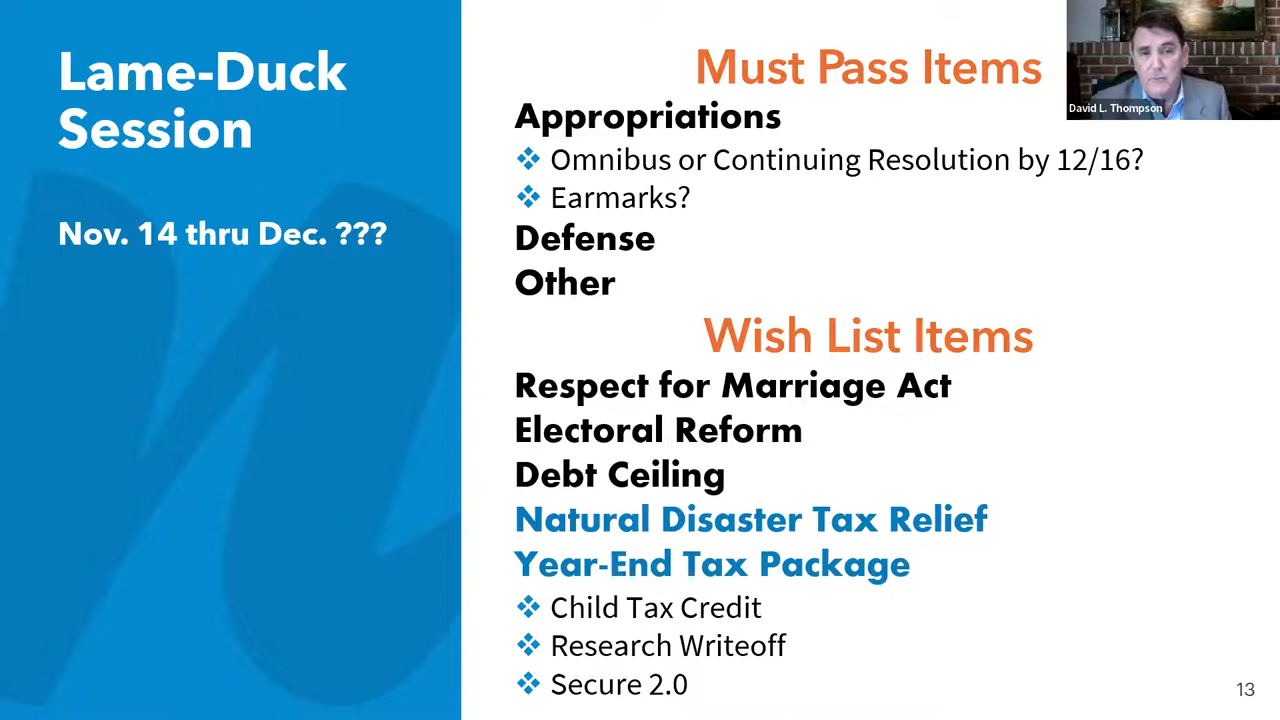 Lame-Duck
Session
Nov. 14 thru Dec. ???
Must Pass Items
David L. Thompson
Appropriations
❖ Omnibus or Continuing Resolution by 12/16?
❖ Earmarks?
Defense
Other
Wish List Items
Respect for Marriage Act
Electoral Reform
Debt Ceiling
Natural Disaster Tax Relief
Year-End Tax Package
❖ Child Tax Credit
❖ Research Writeoff
❖ Secure 2.0
13